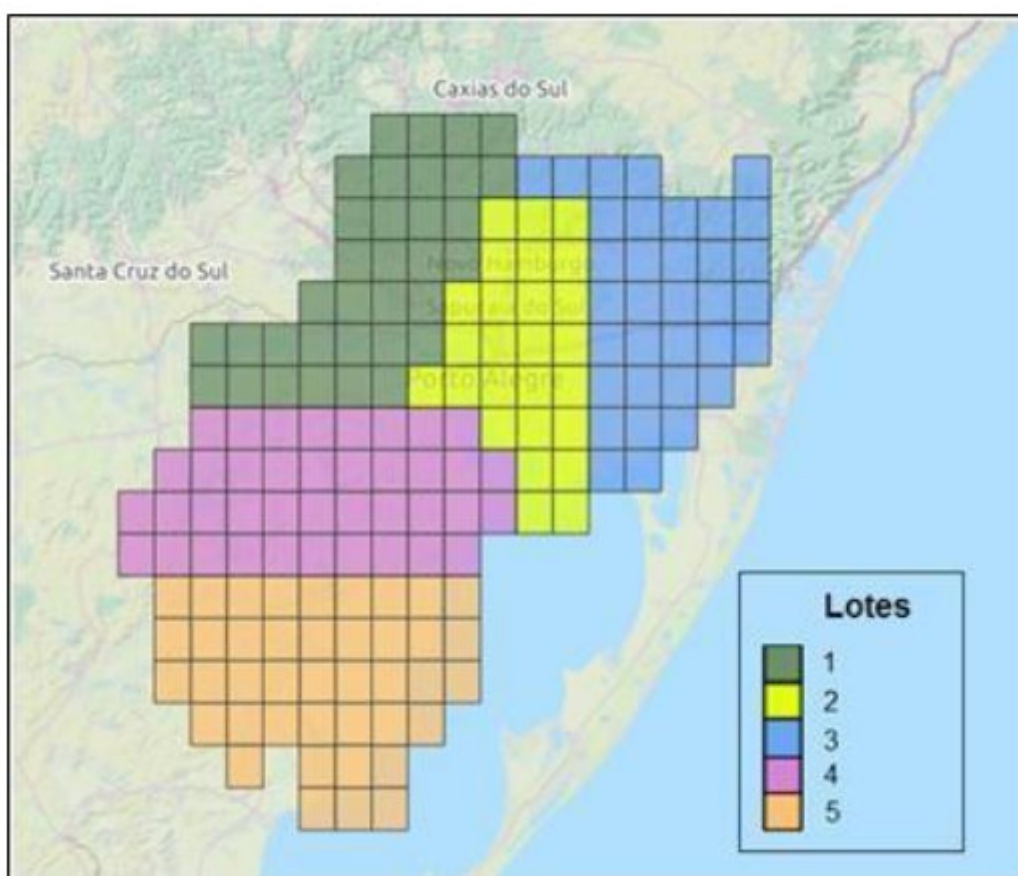 Caxias do Sul
Santa Cruz do Sul
Novo Hamburgo
Sapucaia do Sul
Porto Alegre
Lotes
1
2
3
4
5